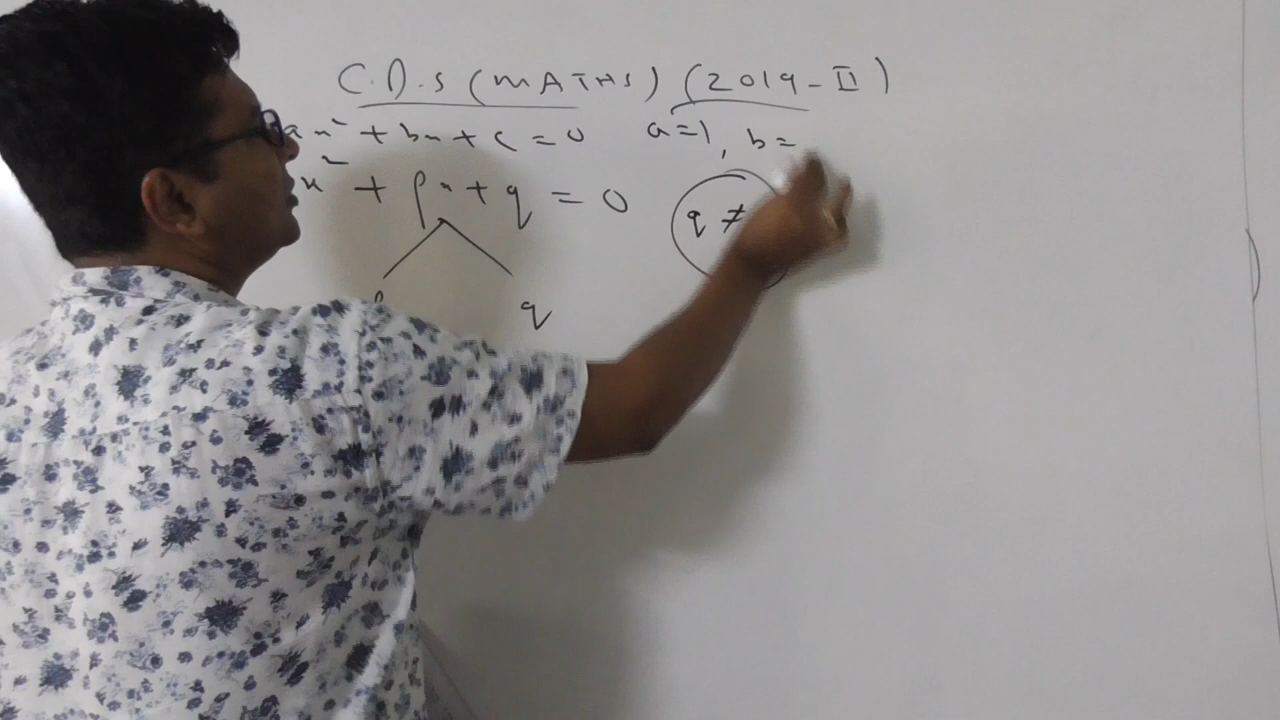 C.D.S (MATHS) (2019-II)
ax² + bx + c = 0 a=1, b=
x² + px + q = 0 q ≠
p q